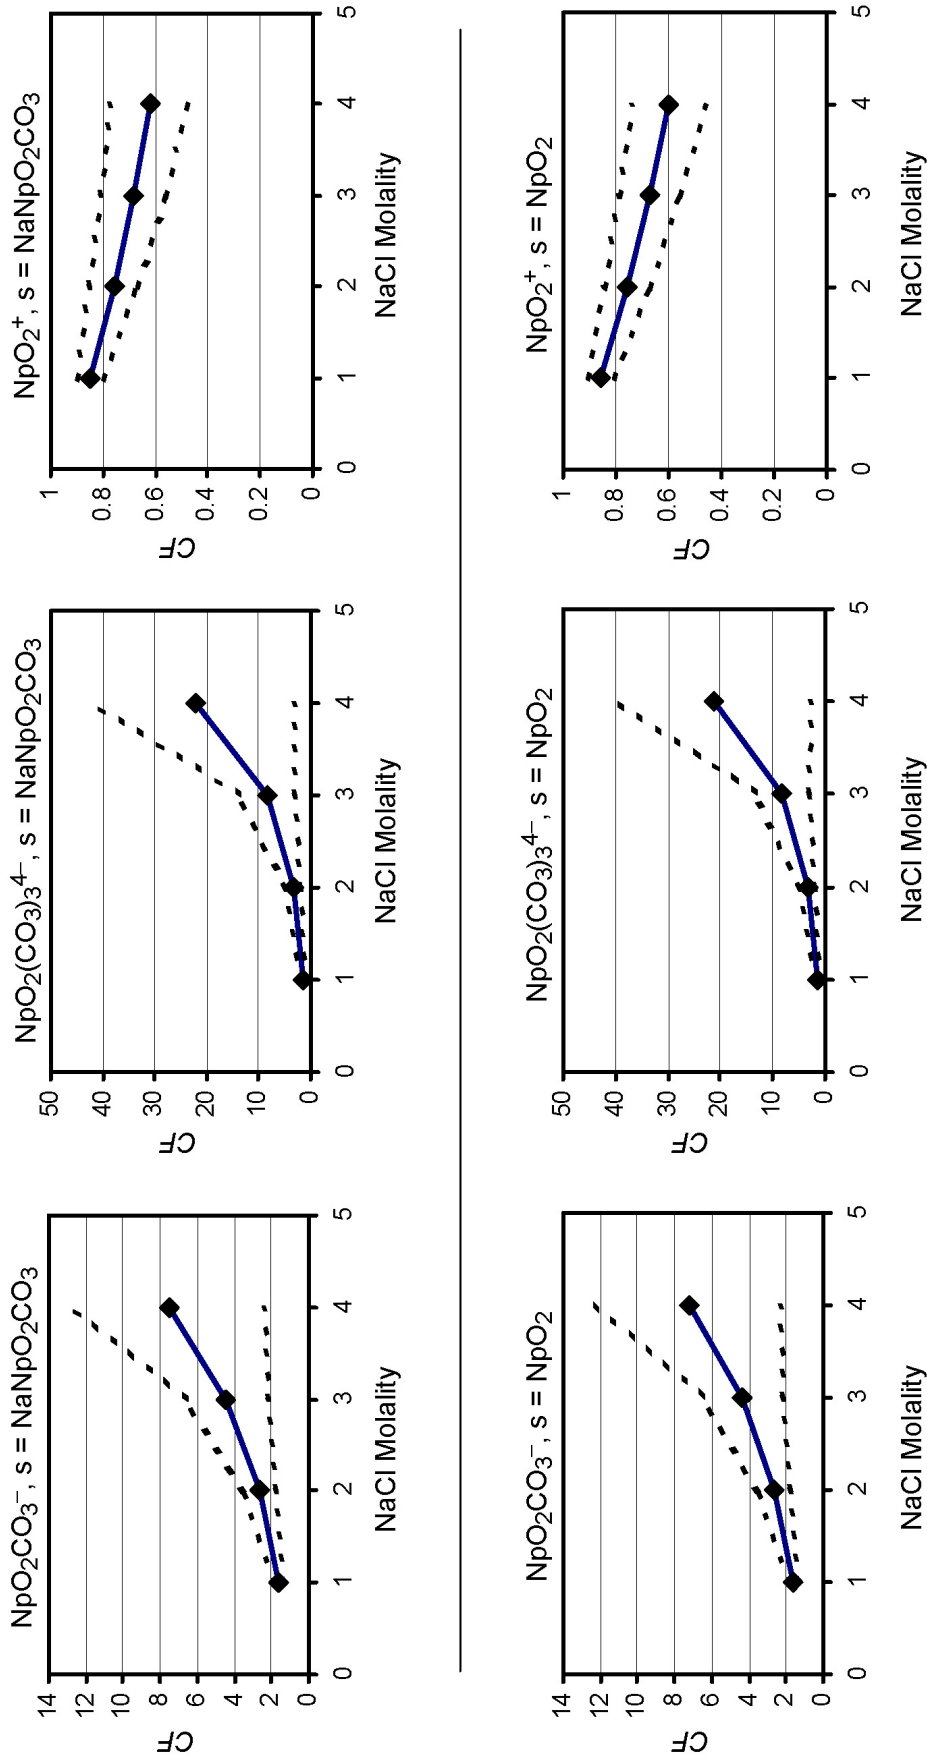 NpO₂CO₃⁻, s = NaNpO₂CO₃
CF
14
12
10
8
6
4
2
0
0 1 2 3 4 5
NaCl Molality
NpO₂(CO₃)₃⁴⁻, s = NaNpO₂CO₃
CF
50
40
30
20
10
0
0 1 2 3 4 5
NaCl Molality
NpO₂⁺, s = NaNpO₂CO₃
CF
1
0.8
0.6
0.4
0.2
0
0 1 2 3 4 5
NaCl Molality
NpO₂CO₃⁻, s = NpO₂
CF
14
12
10
8
6
4
2
0
0 1 2 3 4 5
NaCl Molality
NpO₂(CO₃)₃⁴⁻, s = NpO₂
CF
50
40
30
20
10
0
0 1 2 3 4 5
NaCl Molality
NpO₂⁺, s = NpO₂
CF
1
0.8
0.6
0.4
0.2
0
0 1 2 3 4 5
NaCl Molality